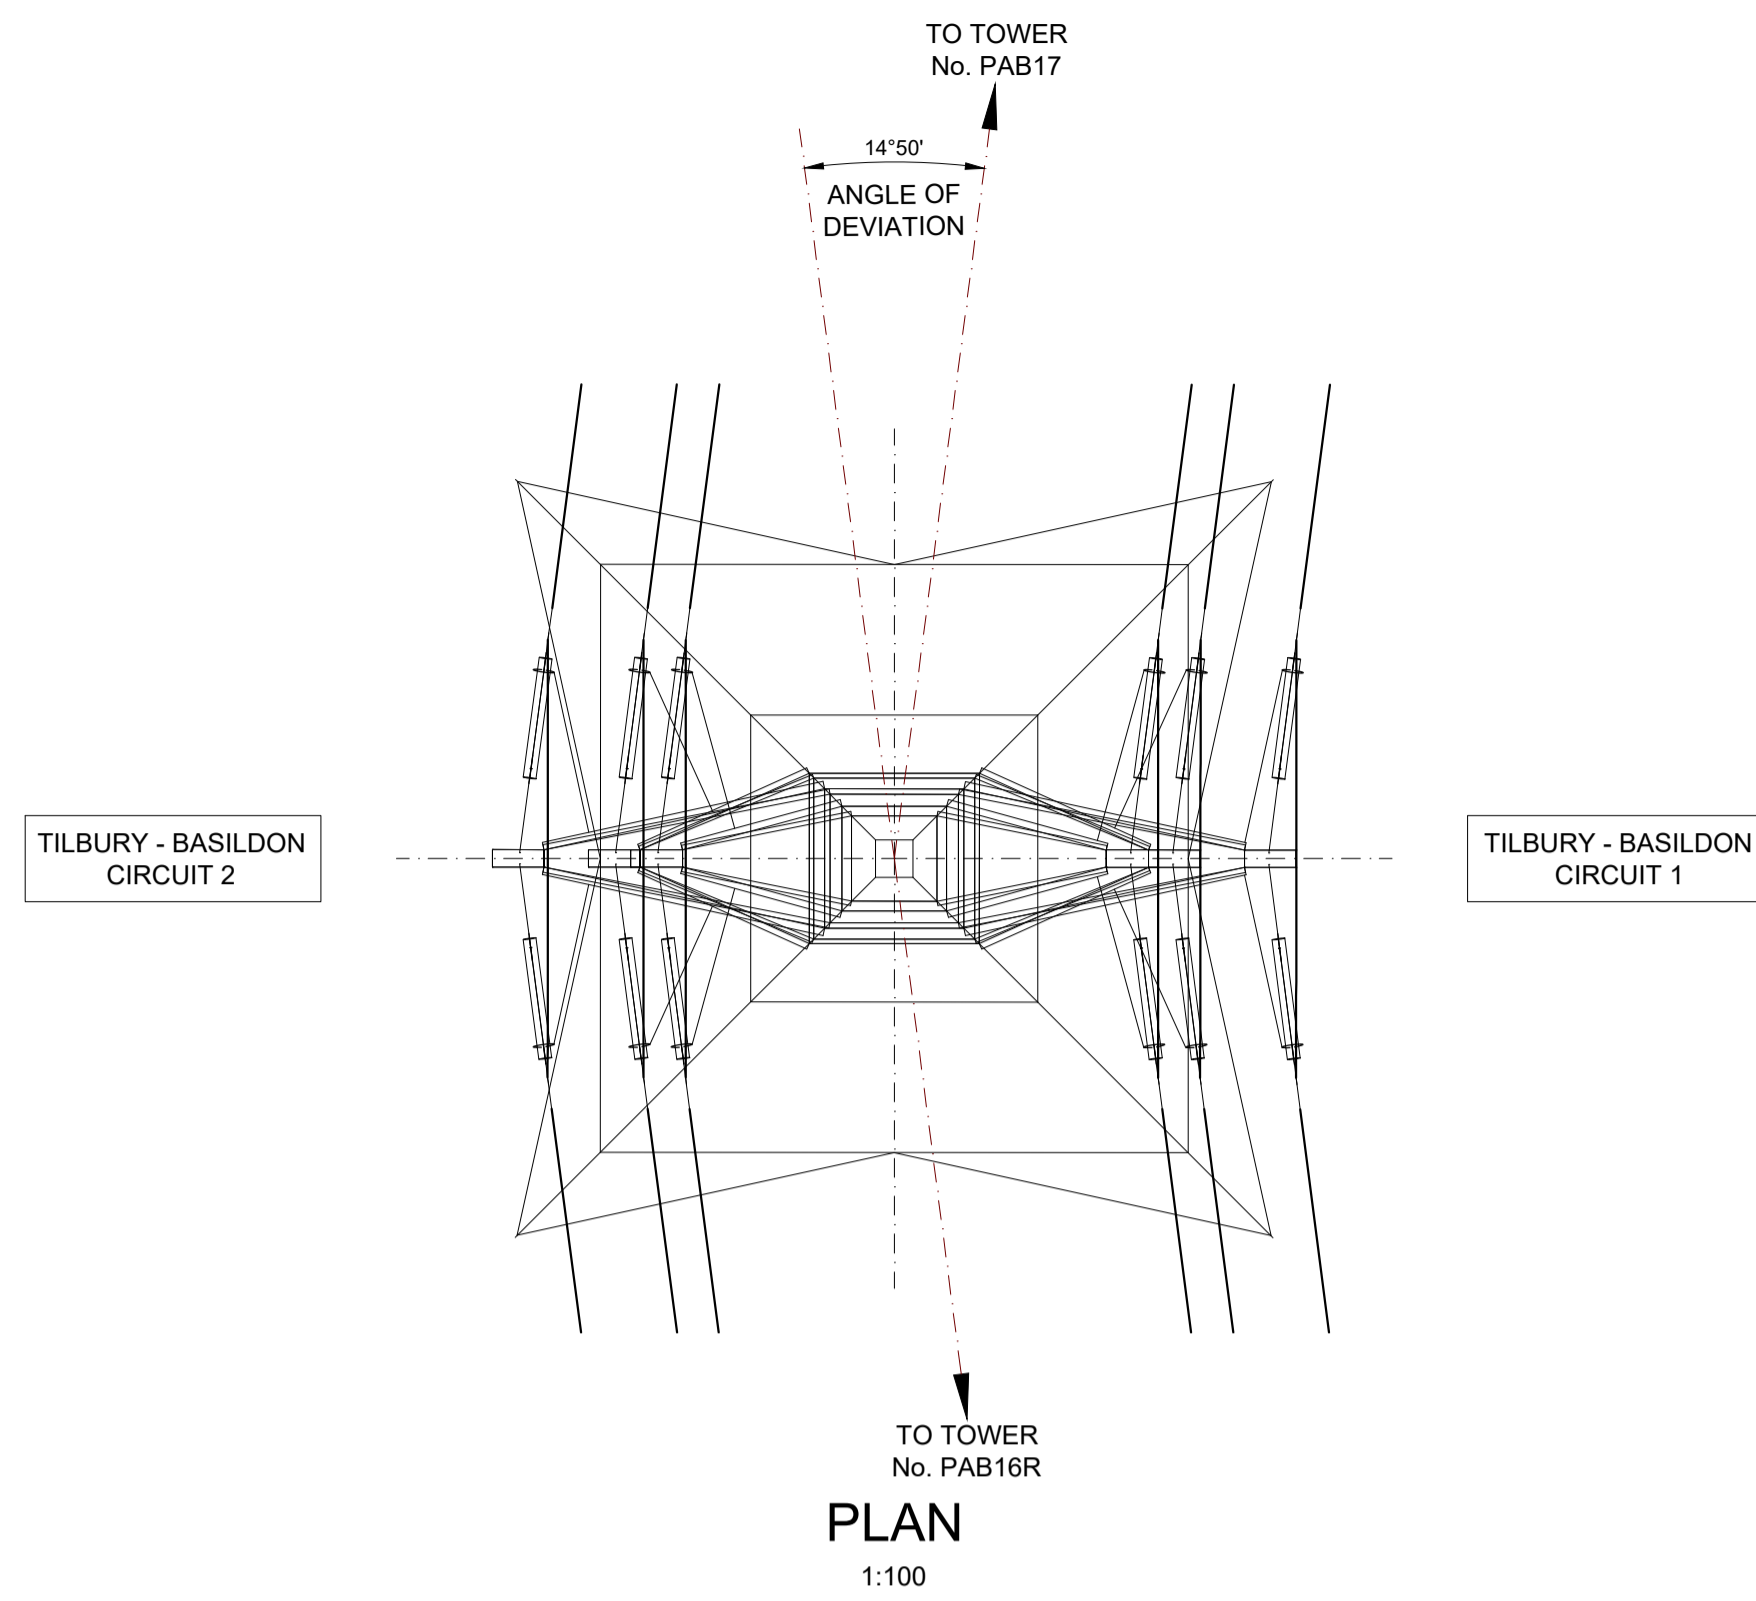 TO TOWER
No. PAB17
14°50'
ANGLE OF
DEVIATION
TILBURY - BASILDON
CIRCUIT 2
TILBURY - BASILDON
CIRCUIT 1
TO TOWER
No. PAB16R
PLAN
1:100